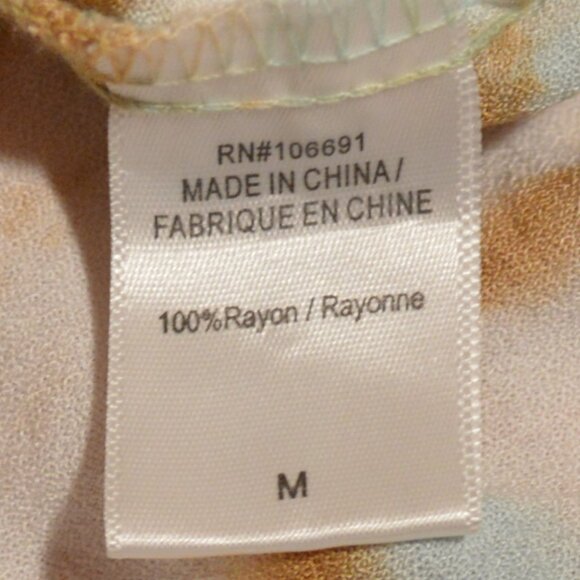 RN#106691
MADE IN CHINA/
FABRIQUE EN CHINE
100%Rayon / Rayonne
M